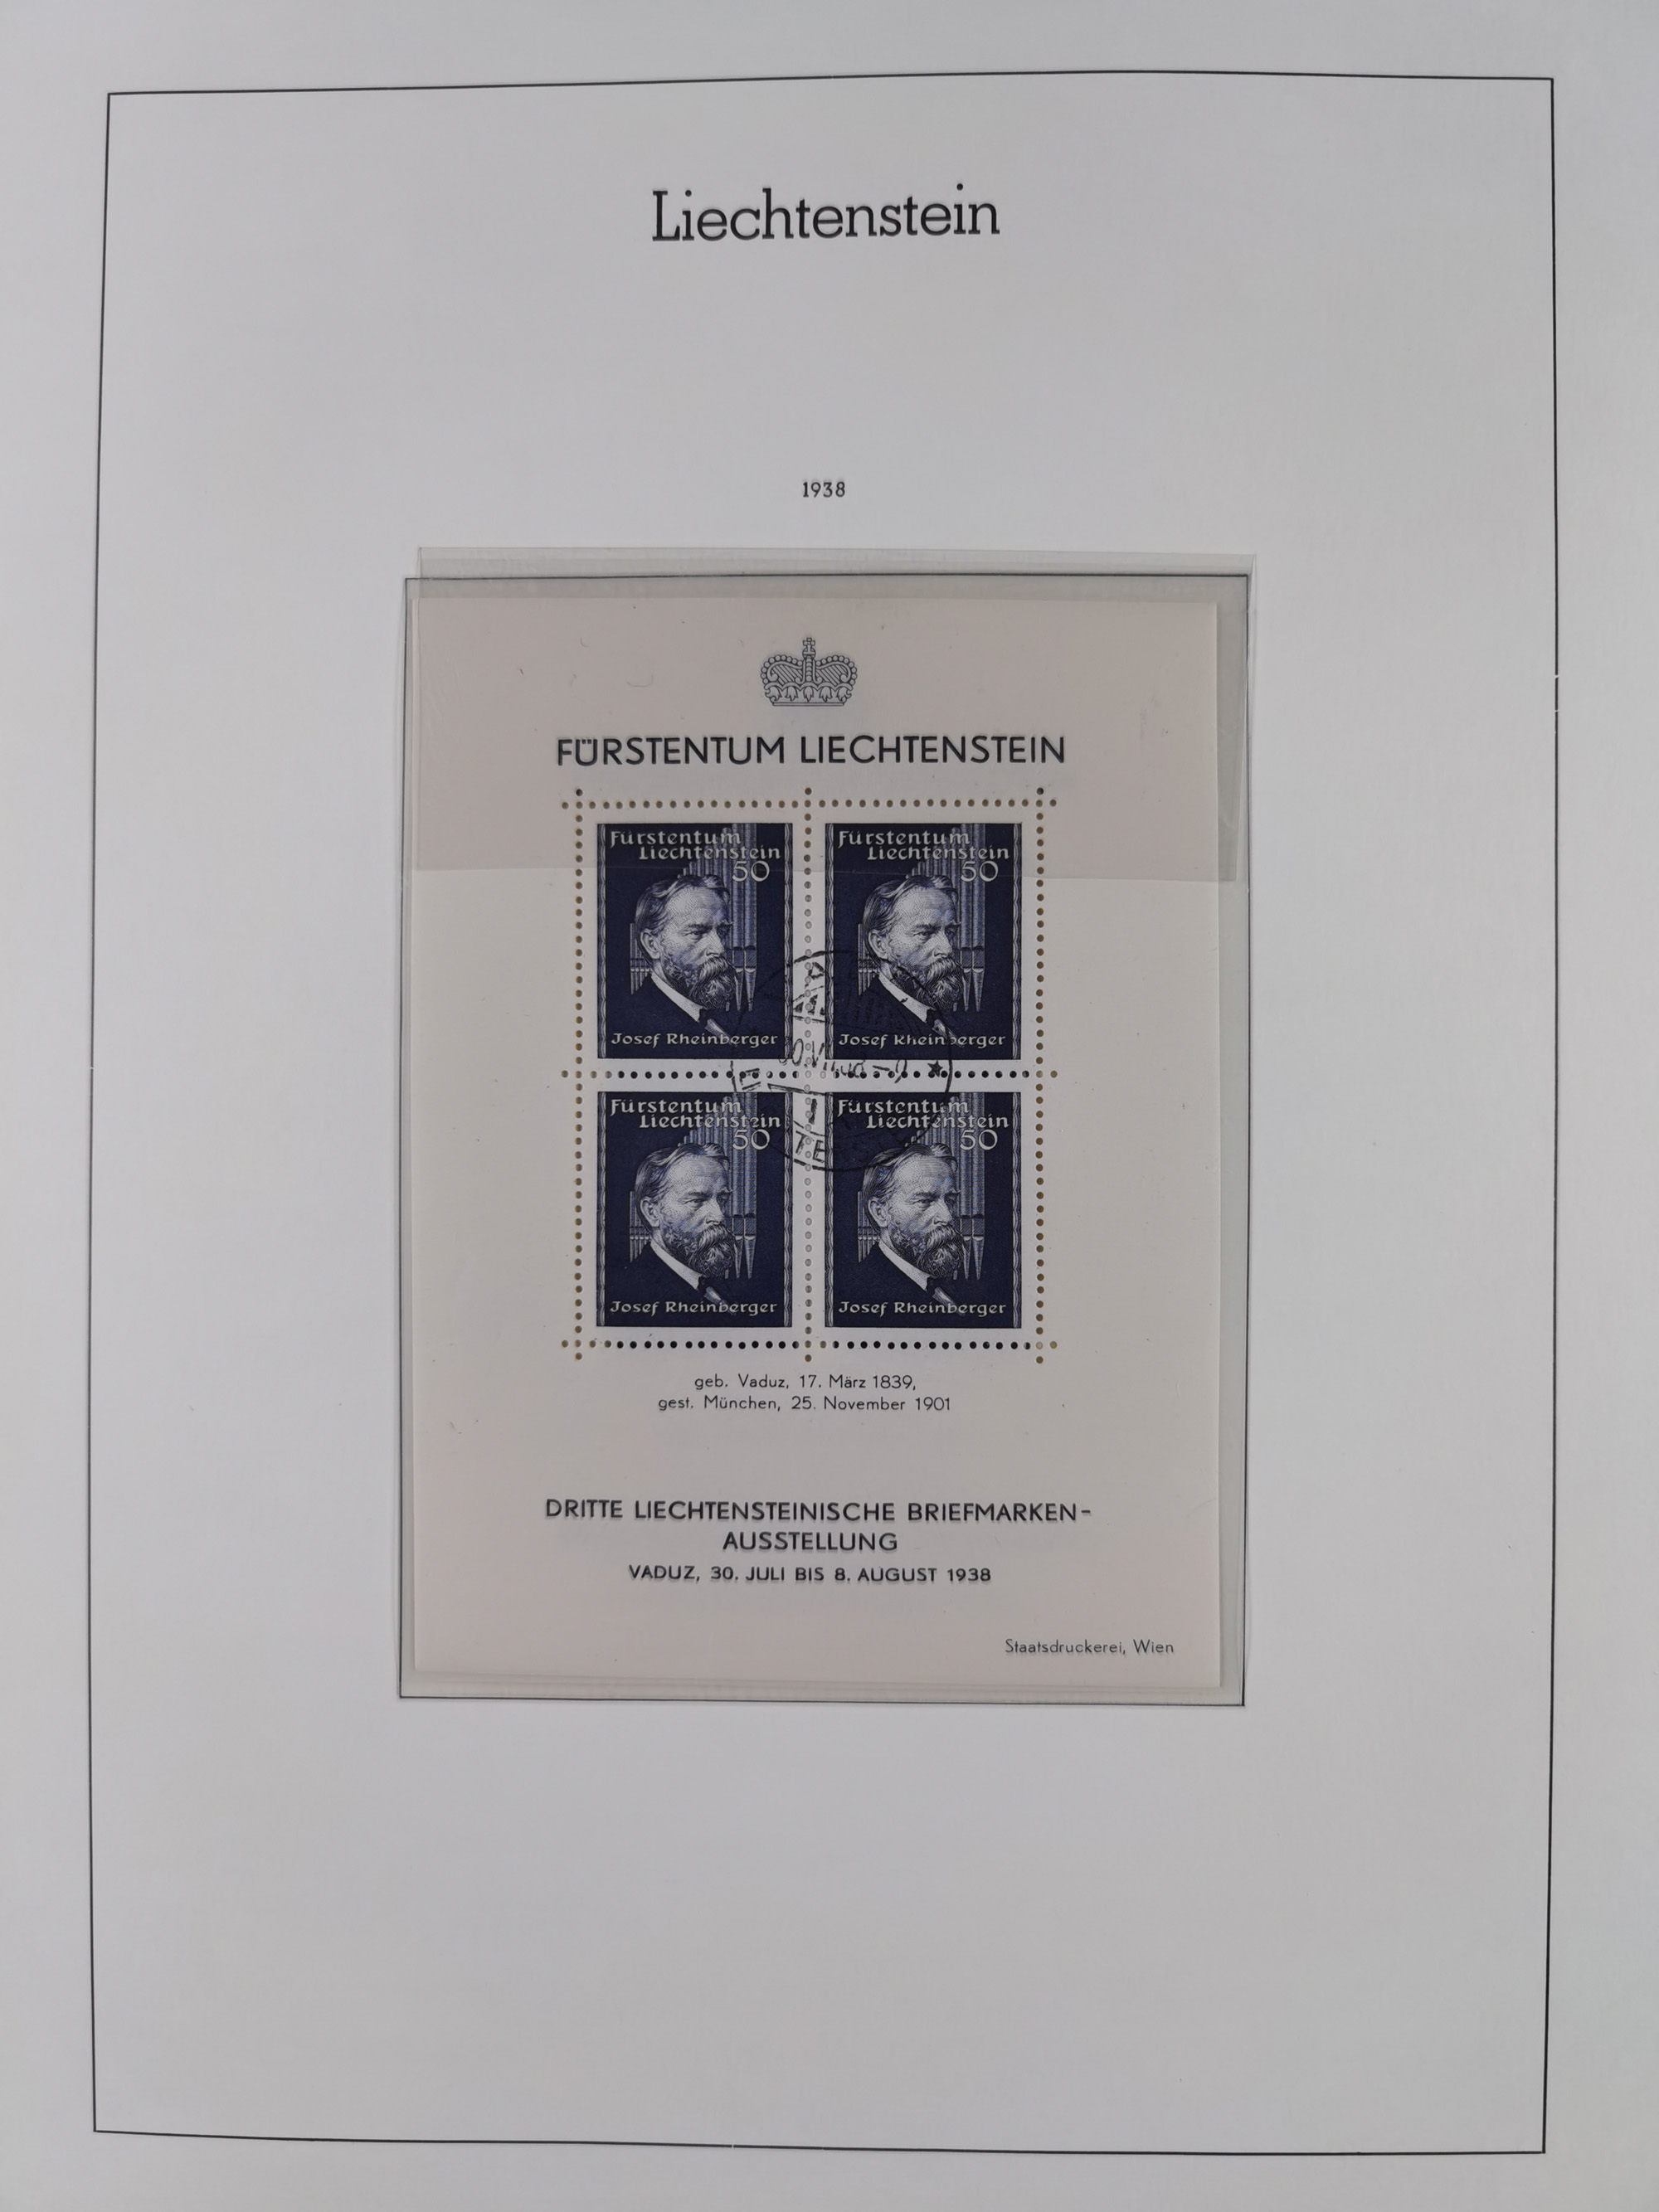 Liechtenstein
1938
FÜRSTENTUM LIECHTENSTEIN
Fürstentum
Liechtenstein
50
Josef Rheinberger
Fürstentum
Liechtenstein
50
Josef Rheinberger
Fürstentum
Liechtenstein
50
Josef Rheinberger
Fürstentum
Liechtenstein
50
Josef Rheinberger
geb. Vaduz, 17. März 1839,
gest. München, 25. November 1901
DRITTE LIECHTENSTEINISCHE BRIEFMARKEN-
AUSSTELLUNG
VADUZ, 30. JULI BIS 8. AUGUST 1938
Staatsdruckerei, Wien